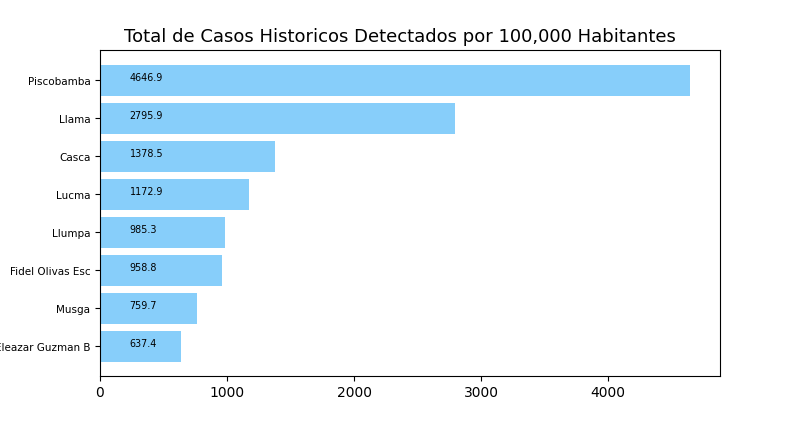 Total de Casos Historicos Detectados por 100,000 Habitantes
Piscobamba 4646.9
Llama 2795.9
Casca 1378.5
Lucma 1172.9
Llumpa 985.3
Fidel Olivas Esc 958.8
Musga 759.7
Eleazar Guzman B 637.4
0 1000 2000 3000 4000